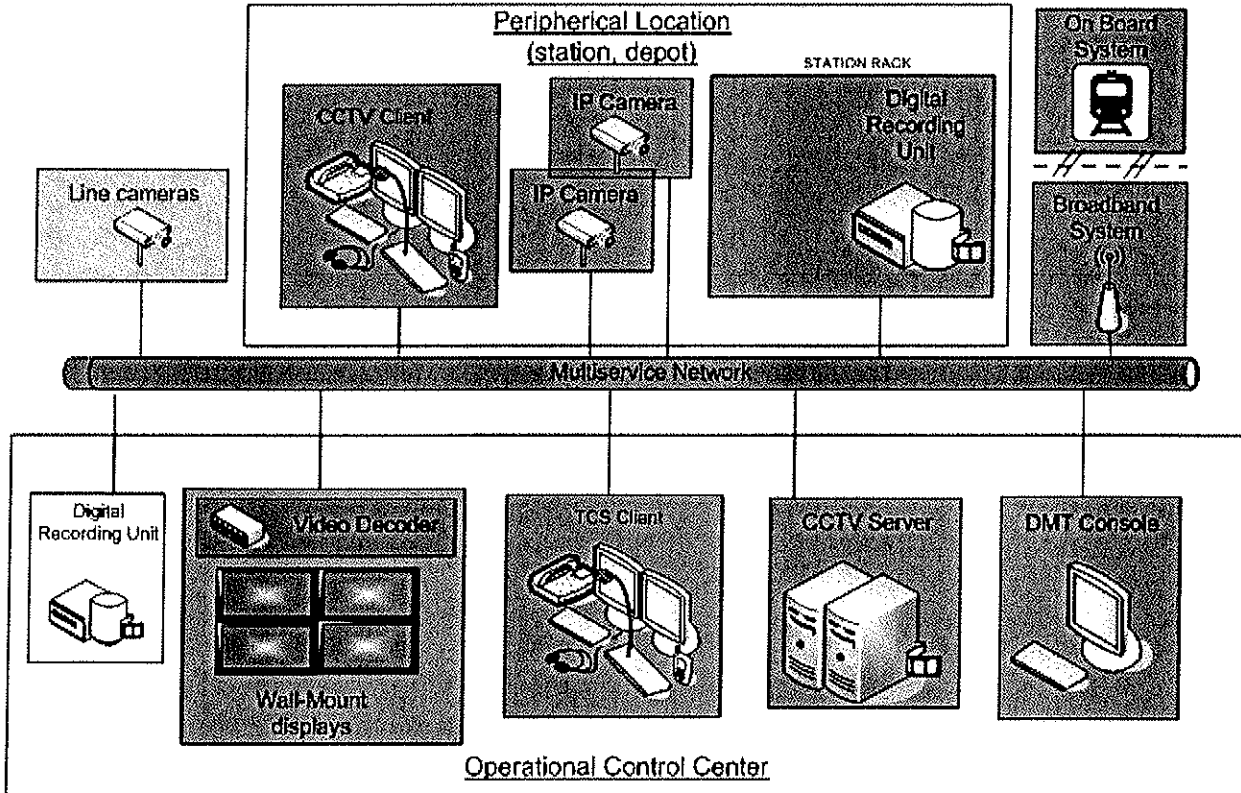 Peripherical Location
(station, depot)
On Board
System
STATION RACK
CCTV Client
IP Camera
Digital
Recording
Unit
Line cameras
IP Camera
Broadband
System
Multiservice Network
Digital
Recording Unit
Video Decoder
TCS Client
CCTV Server
DMT Console
Wall-Mount
displays
Operational Control Center